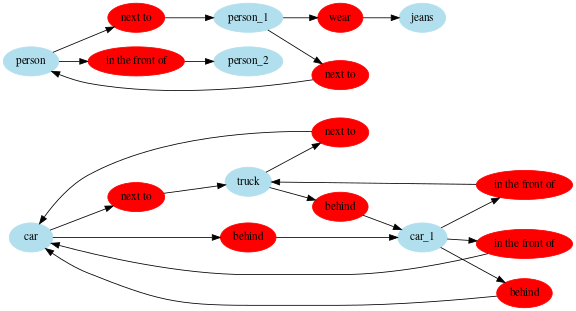 next to
person_1
wear
jeans
person
in the front of
person_2
next to
next to
truck
in the front of
next to
behind
car
behind
car_1
in the front of
behind